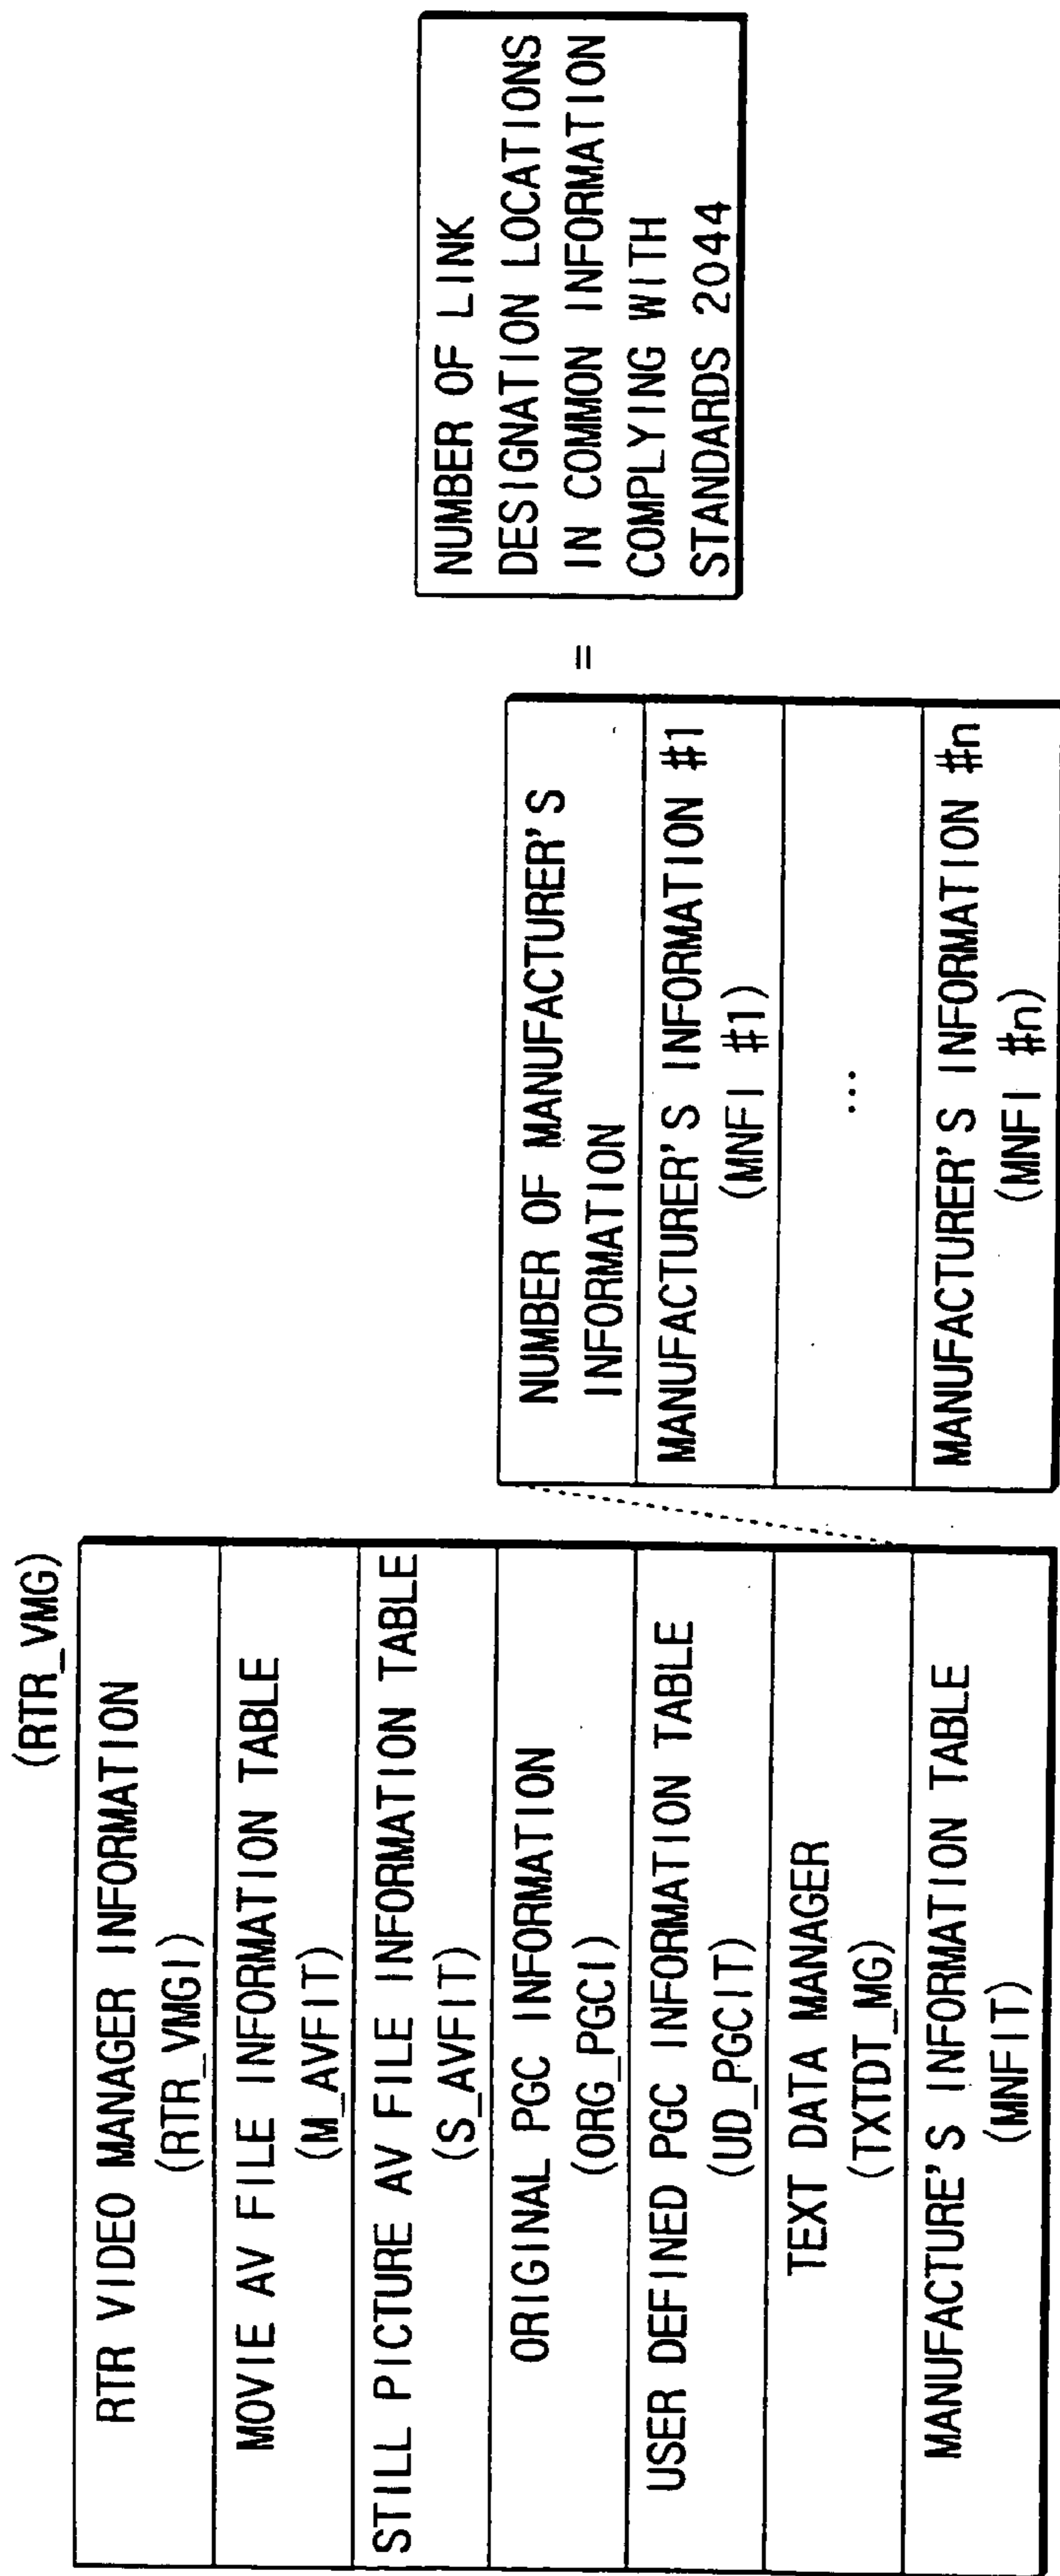 (RTR_VMG)
RTR VIDEO MANAGER INFORMATION
(RTR_VMGI)
MOVIE AV FILE INFORMATION TABLE
(M_AVFIT)
STILL PICTURE AV FILE INFORMATION TABLE
(S_AVFIT)
ORIGINAL PGC INFORMATION
(ORG_PGCI)
USER DEFINED PGC INFORMATION TABLE
(UD_PGCIT)
TEXT DATA MANAGER
(TXTDT_MG)
MANUFACTURE'S INFORMATION TABLE
(MNFIT)
NUMBER OF MANUFACTURER'S
INFORMATION
MANUFACTURER'S INFORMATION #1
(MNFI #1)
...
MANUFACTURER'S INFORMATION #n
(MNFI #n)
=
NUMBER OF LINK
DESIGNATION LOCATIONS
IN COMMON INFORMATION
COMPLYING WITH
STANDARDS 2044